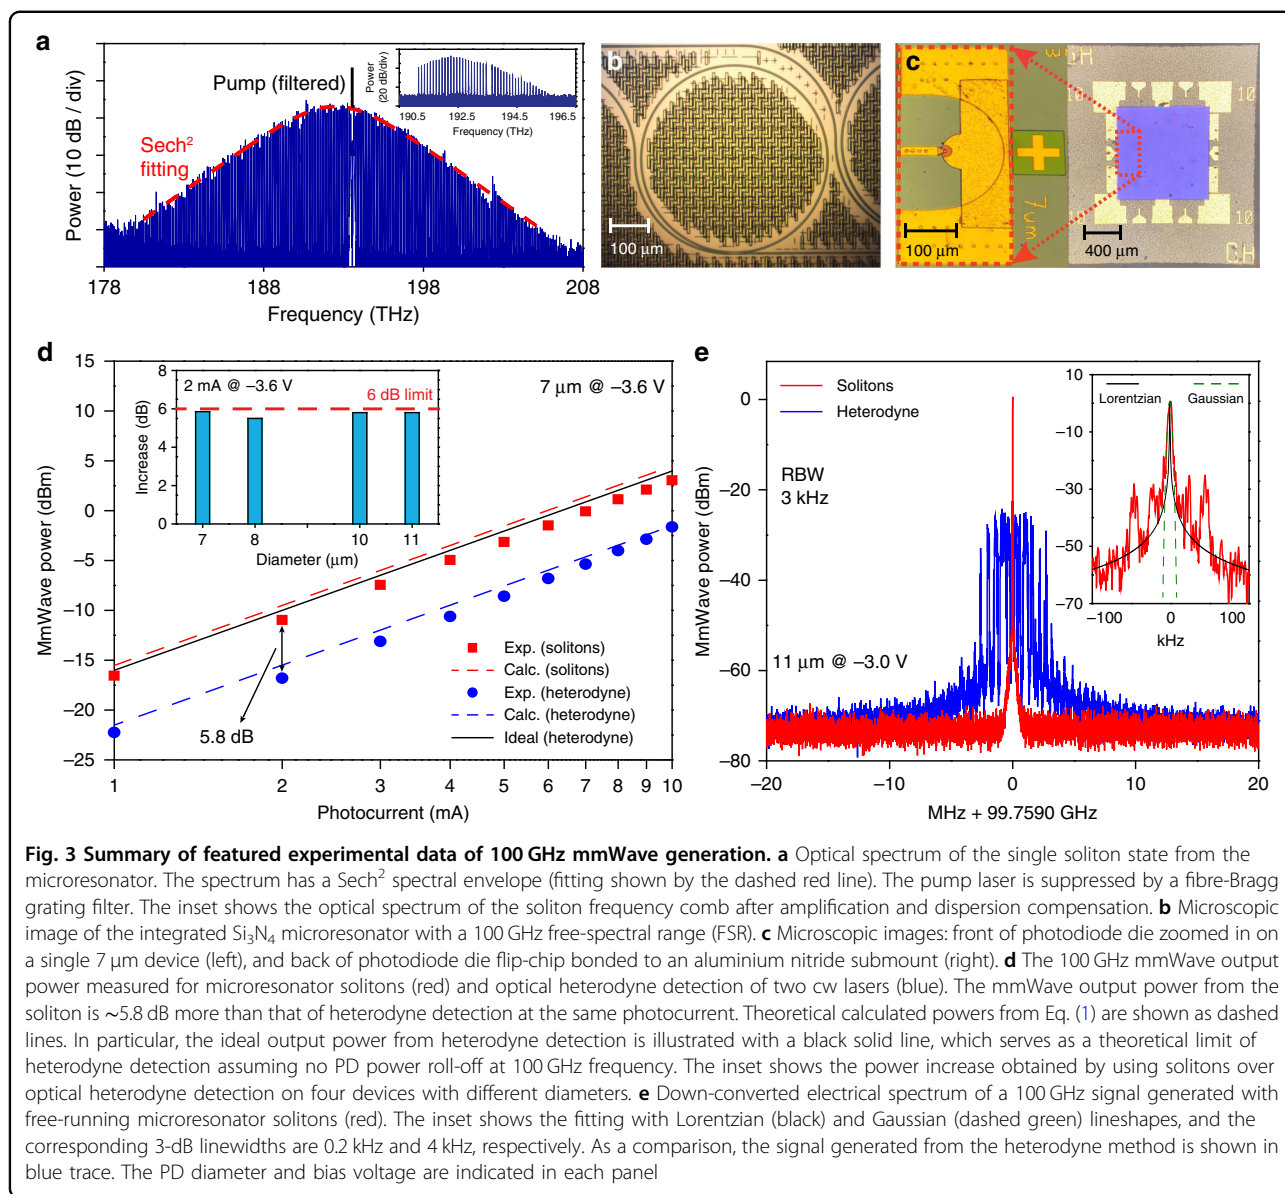 a
Power (10 dB / div)
Pump (filtered)
Sech²
fitting
Power
(20 dB/div)
190.5 192.5 194.5 196.5
Frequency (THz)
178 188 198 208
Frequency (THz)
b
100 μm
c
100 μm
7um
GH
10 10
10 10
GH
400 μm
d
MmWave power (dBm)
15
10
5
0
−5
−10
−15
−20
−25
7 μm @ −3.6 V
2 mA @ −3.6 V
6 dB limit
Increase (dB)
8
6
4
2
0
7 8 10 11
Diameter (μm)
5.8 dB
Exp. (solitons)
Calc. (solitons)
Exp. (heterodyne)
Calc. (heterodyne)
Ideal (heterodyne)
1 2 3 4 5 6 7 8 9 10
Photocurrent (mA)
e
MmWave power (dBm)
0
−20
−40
−60
−80
Solitons
Heterodyne
RBW
3 kHz
11 μm @ −3.0 V
10
−10
−30
−50
−70
Lorentzian Gaussian
−100 0 100
kHz
−20 −10 0 10 20
MHz + 99.7590 GHz
Fig. 3 Summary of featured experimental data of 100 GHz mmWave generation. a Optical spectrum of the single soliton state from the
microresonator. The spectrum has a Sech² spectral envelope (fitting shown by the dashed red line). The pump laser is suppressed by a fibre-Bragg
grating filter. The inset shows the optical spectrum of the soliton frequency comb after amplification and dispersion compensation. b Microscopic
image of the integrated Si₃N₄ microresonator with a 100 GHz free-spectral range (FSR). c Microscopic images: front of photodiode die zoomed in on
a single 7 μm device (left), and back of photodiode die flip-chip bonded to an aluminium nitride submount (right). d The 100 GHz mmWave output
power measured for microresonator solitons (red) and optical heterodyne detection of two cw lasers (blue). The mmWave output power from the
soliton is ~5.8 dB more than that of heterodyne detection at the same photocurrent. Theoretical calculated powers from Eq. (1) are shown as dashed
lines. In particular, the ideal output power from heterodyne detection is illustrated with a black solid line, which serves as a theoretical limit of
heterodyne detection assuming no PD power roll-off at 100 GHz frequency. The inset shows the power increase obtained by using solitons over
optical heterodyne detection on four devices with different diameters. e Down-converted electrical spectrum of a 100 GHz signal generated with
free-running microresonator solitons (red). The inset shows the fitting with Lorentzian (black) and Gaussian (dashed green) lineshapes, and the
corresponding 3-dB linewidths are 0.2 kHz and 4 kHz, respectively. As a comparison, the signal generated from the heterodyne method is shown in
blue trace. The PD diameter and bias voltage are indicated in each panel